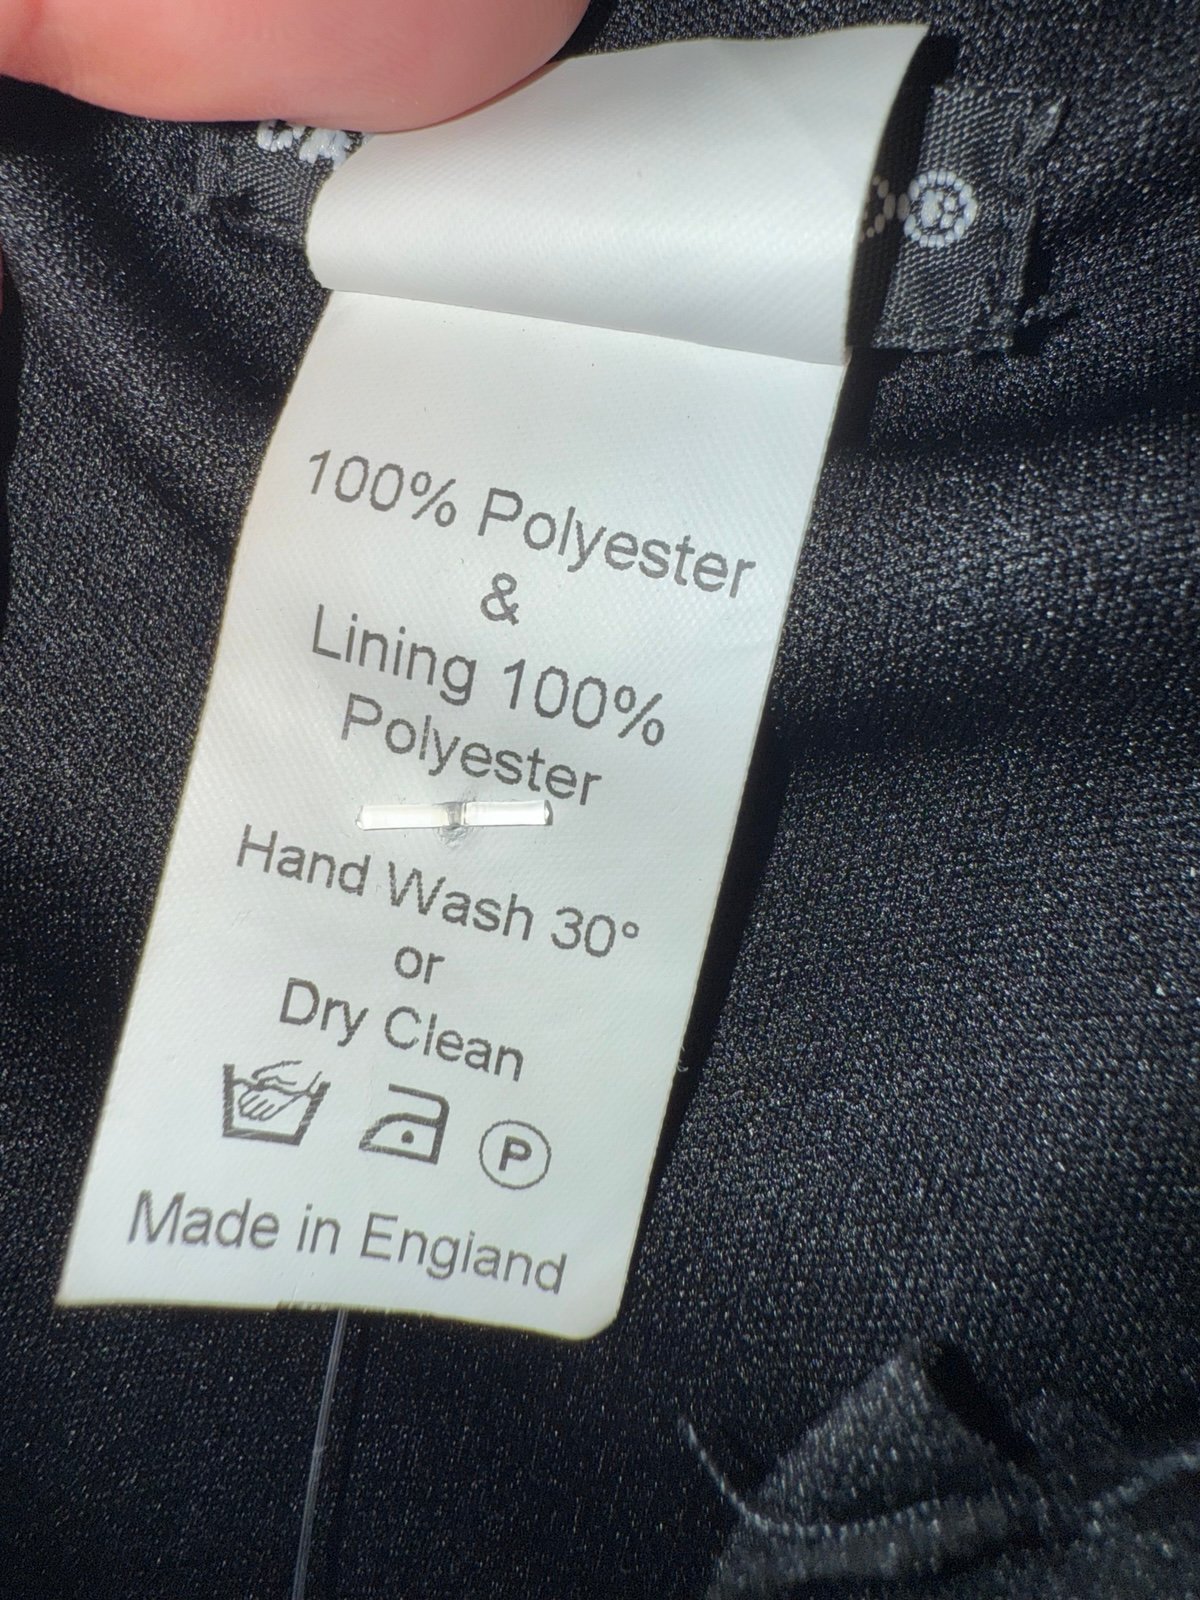 ®
100% Polyester
&
Lining 100%
Polyester
Hand Wash 30°
or
Dry Clean
P
Made in England